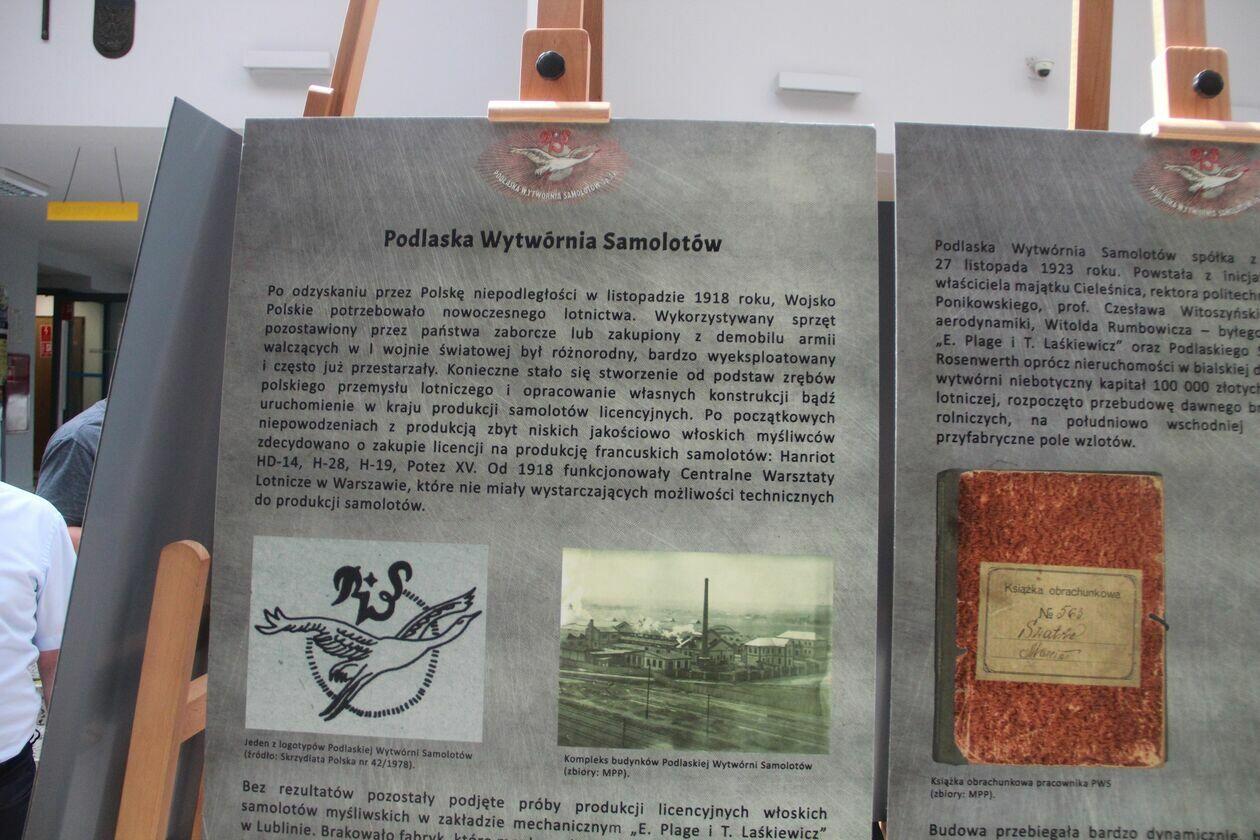 PODLASKA WYTWÓRNIA SAMOLOTÓW
Podlaska Wytwórnia Samolotów
Po odzyskaniu przez Polskę niepodległości w listopadzie 1918 roku, Wojsko
Polskie potrzebowało nowoczesnego lotnictwa. Wykorzystywany sprzęt
pozostawiony przez państwa zaborcze lub zakupiony z demobilu armii
walczących w I wojnie światowej był różnorodny, bardzo wyeksploatowany
i często już przestarzały. Konieczne stało się stworzenie od podstaw zrębów
polskiego przemysłu lotniczego i opracowanie własnych konstrukcji bądź
uruchomienie w kraju produkcji samolotów licencyjnych. Po początkowych
niepowodzeniach z produkcją zbyt niskich jakościowo włoskich myśliwców
zdecydowano o zakupie licencji na produkcję francuskich samolotów: Hanriot
HD-14, H-28, H-19, Potez XV. Od 1918 funkcjonowały Centralne Warsztaty
Lotnicze w Warszawie, które nie miały wystarczających możliwości technicznych
do produkcji samolotów.
PWS
Jeden z logotypów Podlaskiej Wytwórni Samolotów
(źródło: Skrzydlata Polska nr 42/1978).
Kompleks budynków Podlaskiej Wytwórni Samolotów
(zbiory: MPP).
Bez rezultatów pozostały podjęte próby produkcji licencyjnych włoskich
samolotów myśliwskich w zakładzie mechanicznym „E. Plage i T. Laśkiewicz”
w Lublinie. Brakowało fabryk, które
Podlaska Wytwórnia Samolotów spółka z
27 listopada 1923 roku. Powstała z inicja
właściciela majątku Cieleśnica, rektora politech
Ponikowskiego, prof. Czesława Witoszyński
aerodynamiki, Witolda Rumbowicza – byłego
„E. Plage i T. Laśkiewicz” oraz Podlaskiego
Rosenwerth oprócz nieruchomości w bialskiej d
wytwórni niebotyczny kapitał 100 000 złotych
lotniczej, rozpoczęto przebudowę dawnego b
rolniczych, na południowo wschodniej
przyfabryczne pole wzlotów.
Książka obrachunkowa
№ 563
Książka obrachunkowa pracownika PWS
(zbiory: MPP).
Budowa przebiegała bardzo dynamicznie